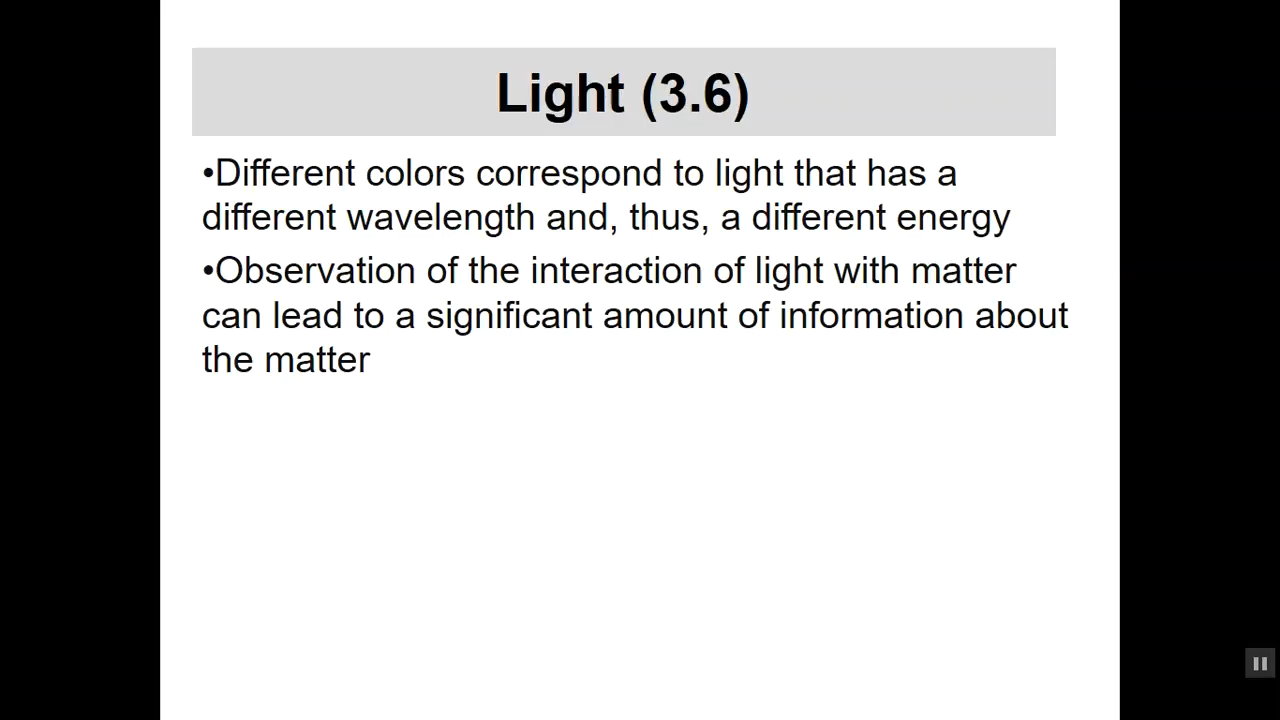 Light (3.6)
•Different colors correspond to light that has a
different wavelength and, thus, a different energy
•Observation of the interaction of light with matter
can lead to a significant amount of information about
the matter